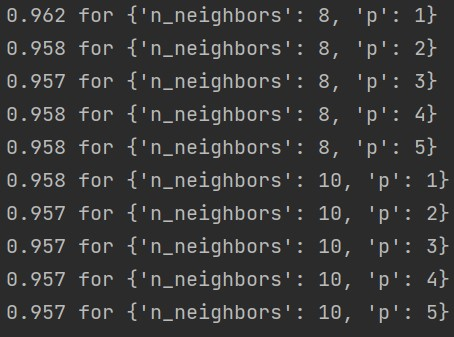 0.962 for {'n_neighbors': 8, 'p': 1}
0.958 for {'n_neighbors': 8, 'p': 2}
0.957 for {'n_neighbors': 8, 'p': 3}
0.958 for {'n_neighbors': 8, 'p': 4}
0.958 for {'n_neighbors': 8, 'p': 5}
0.958 for {'n_neighbors': 10, 'p': 1}
0.957 for {'n_neighbors': 10, 'p': 2}
0.957 for {'n_neighbors': 10, 'p': 3}
0.957 for {'n_neighbors': 10, 'p': 4}
0.957 for {'n_neighbors': 10, 'p': 5}